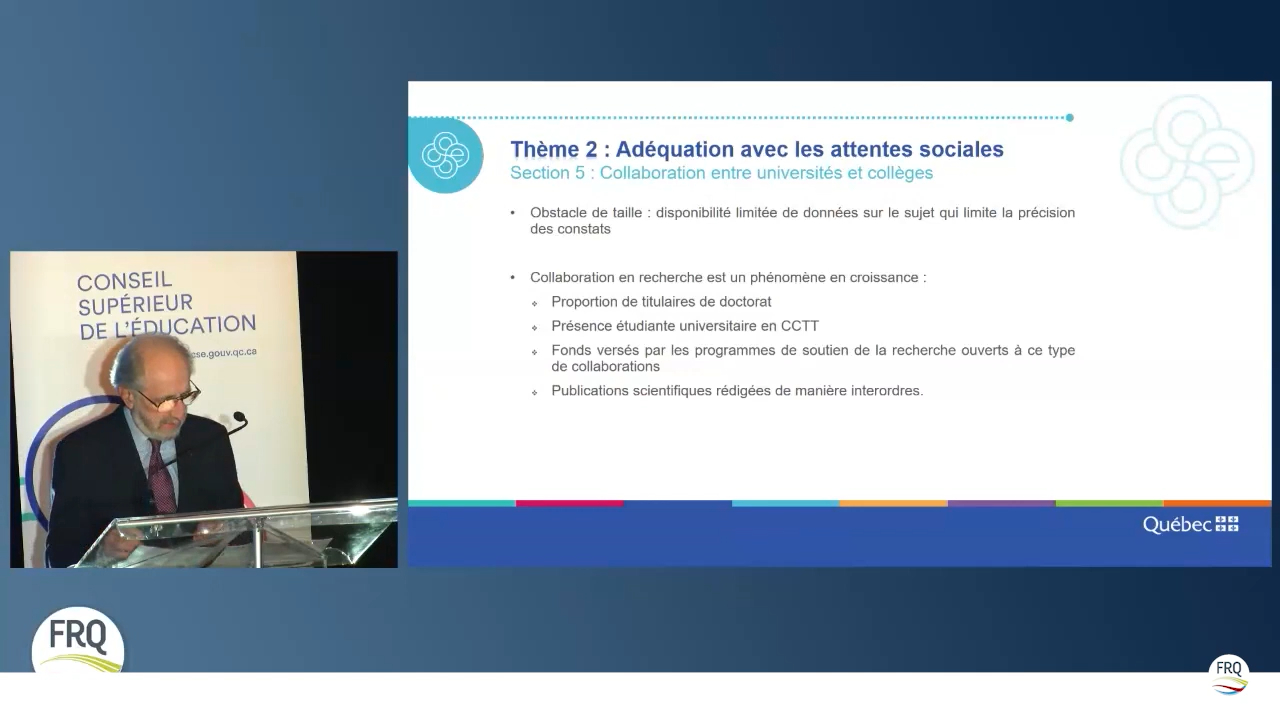 CONSEIL
SUPÉRIEUR
DE L'ÉDUCATION
cse.gouv.qc.ca
Thème 2 : Adéquation avec les attentes sociales
Section 5 : Collaboration entre universités et collèges
• Obstacle de taille : disponibilité limitée de données sur le sujet qui limite la précision
des constats
• Collaboration en recherche est un phénomène en croissance :
❖ Proportion de titulaires de doctorat
❖ Présence étudiante universitaire en CCTT
❖ Fonds versés par les programmes de soutien de la recherche ouverts à ce type
de collaborations
❖ Publications scientifiques rédigées de manière interordres.
Québec
FRQ
FRQ